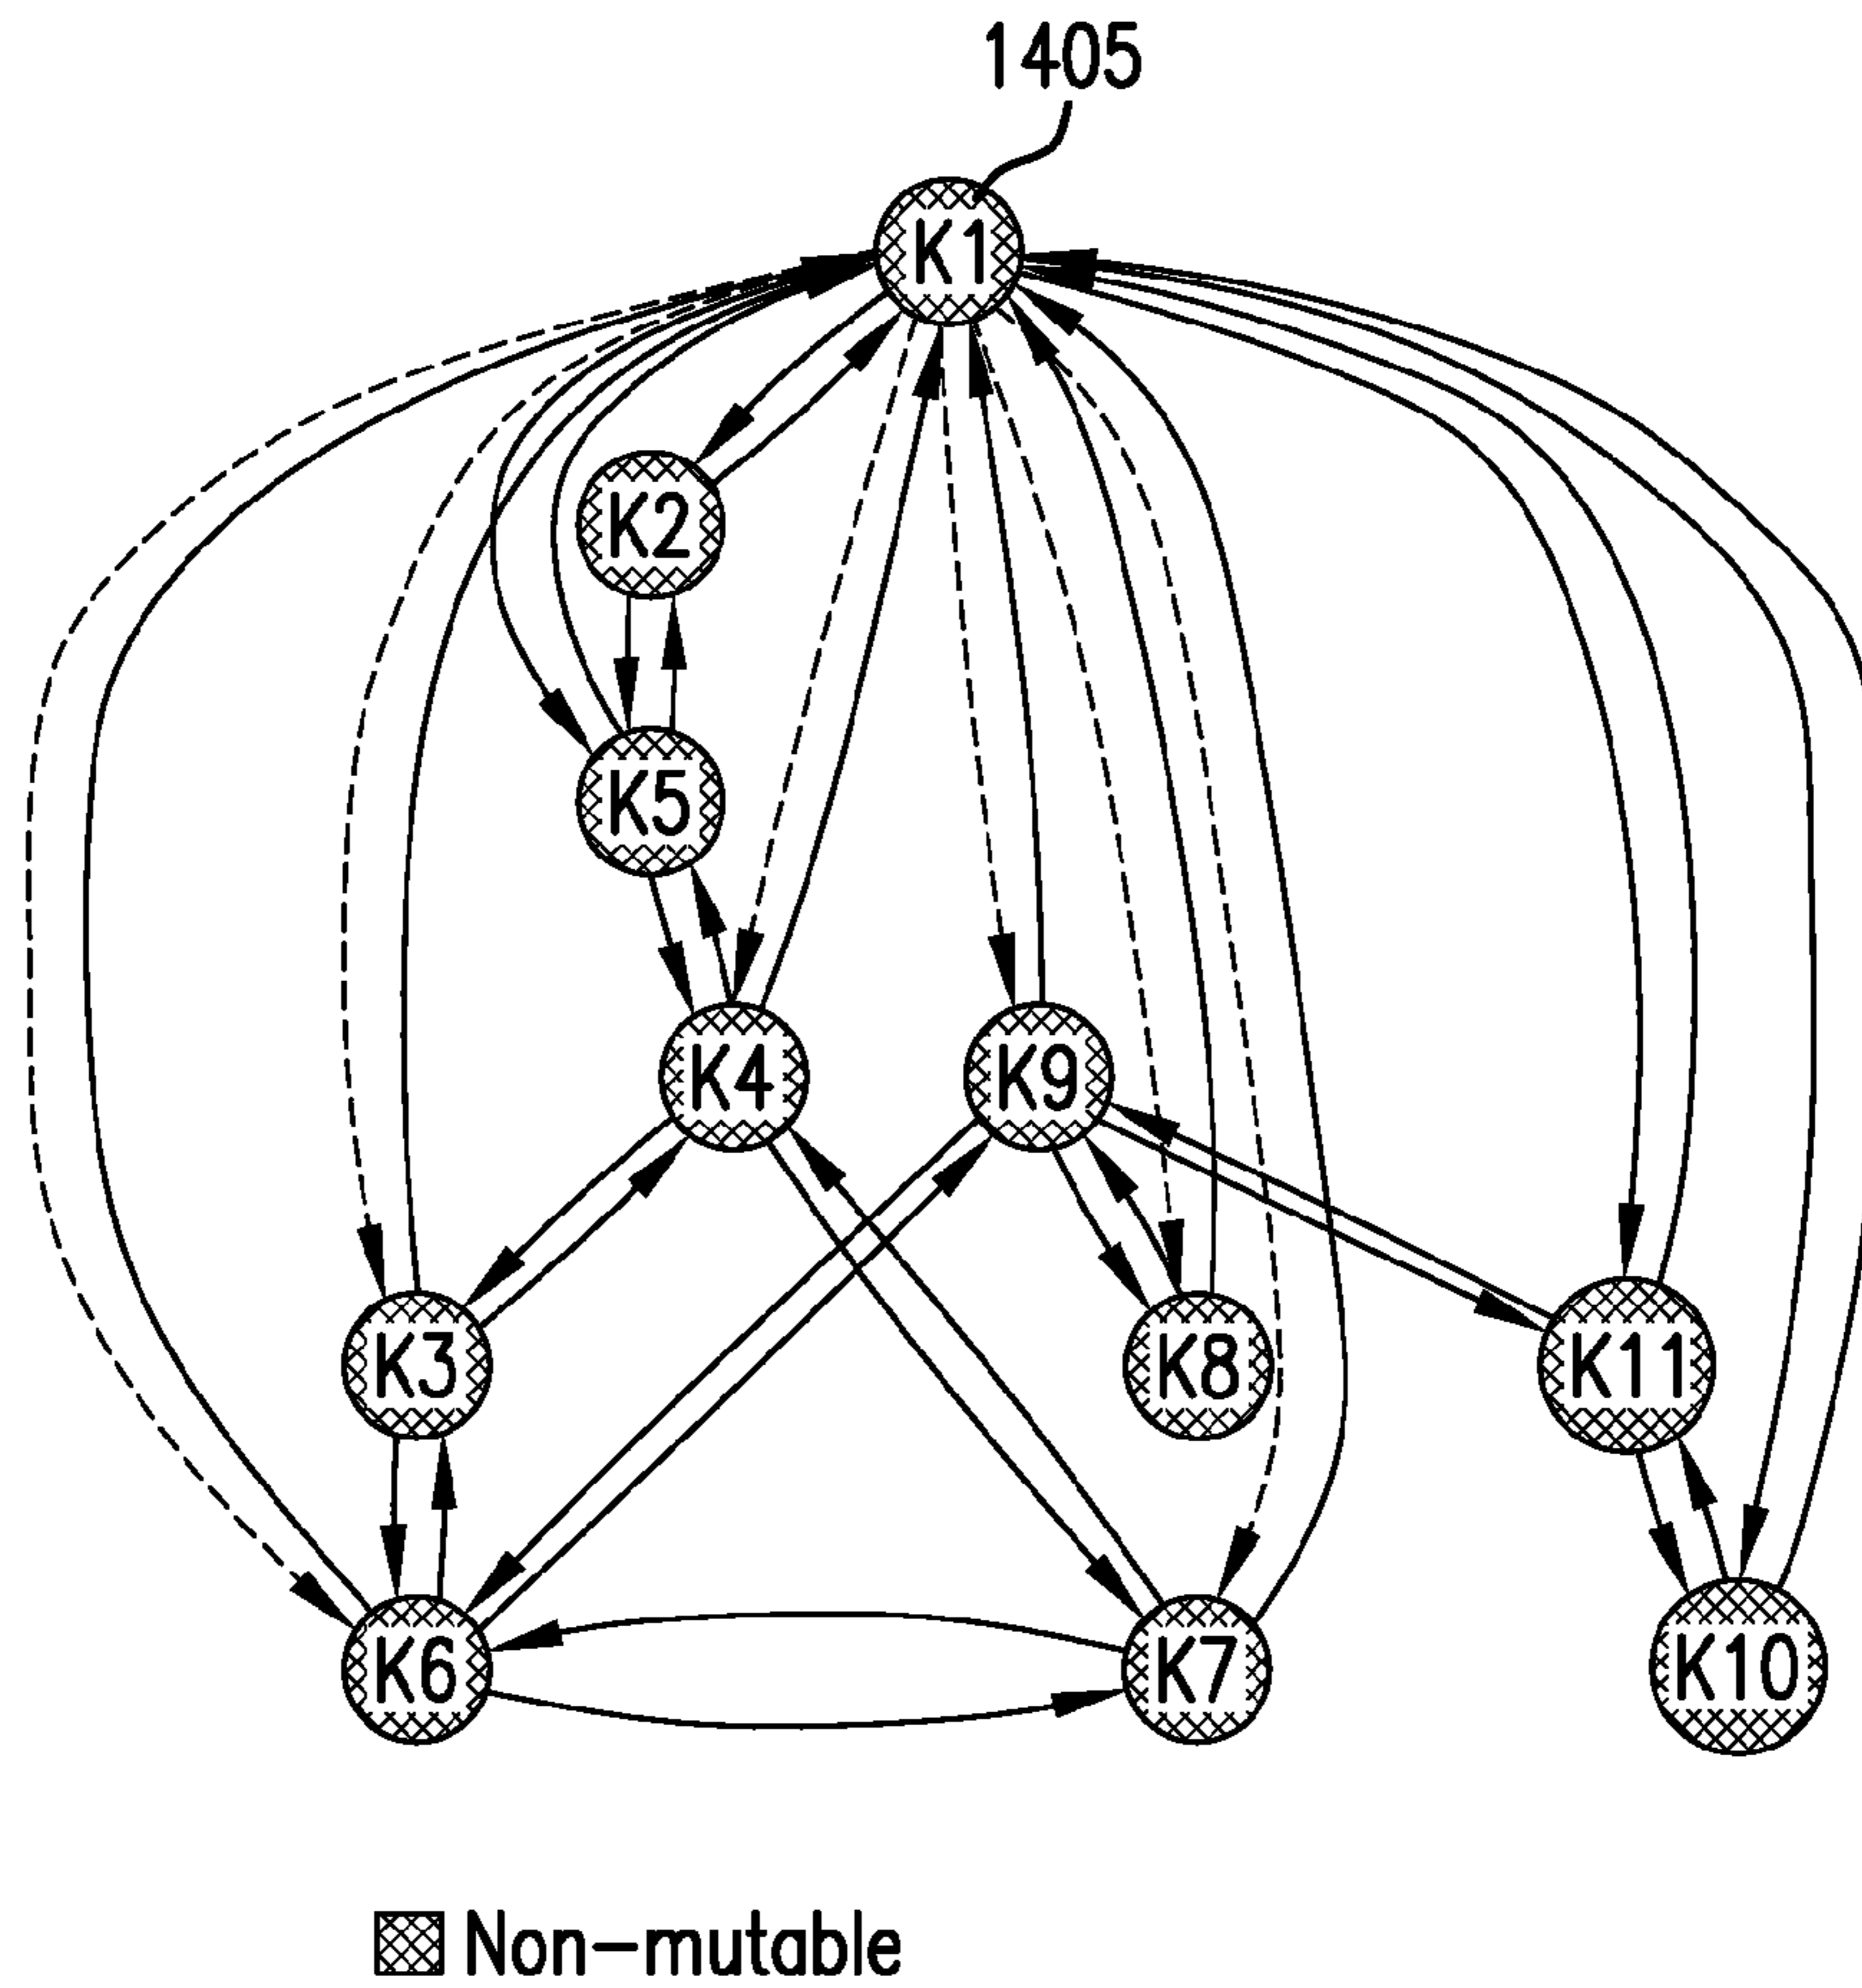 1405
K1
K2
K5
K4 K9
K3 K8 K11
K6 K7 K10
Non-mutable